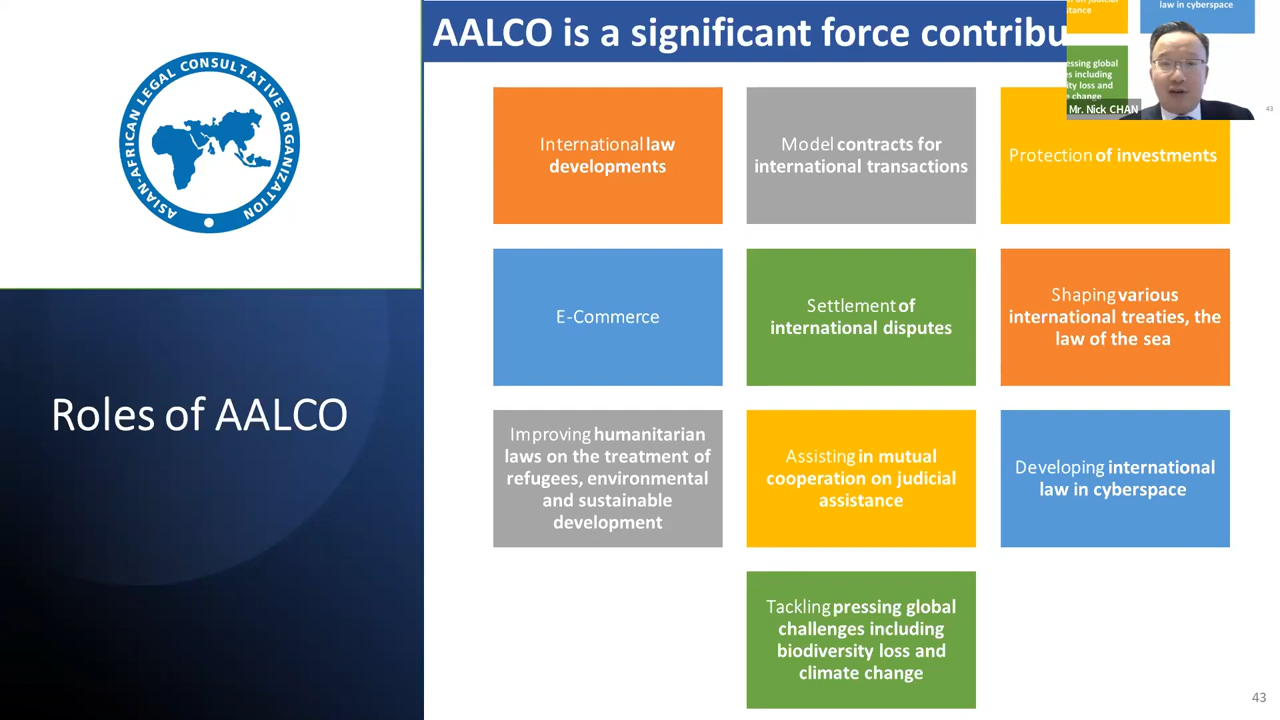 AALCO is a significant force contribu
ASIAN-AFRICAN LEGAL CONSULTATIVE ORGANIZATION
Roles of AALCO
International law
developments
Model contracts for
international transactions
Protection of investments
E-Commerce
Settlement of
international disputes
Shaping various
international treaties, the
law of the sea
Improving humanitarian
laws on the treatment of
refugees, environmental
and sustainable
development
Assisting in mutual
cooperation on judicial
assistance
Developing international
law in cyberspace
Tackling pressing global
challenges including
biodiversity loss and
climate change
43
law in cyberspace
stance
essing global
s including
ity loss and
change
Mr. Nick CHAN
43